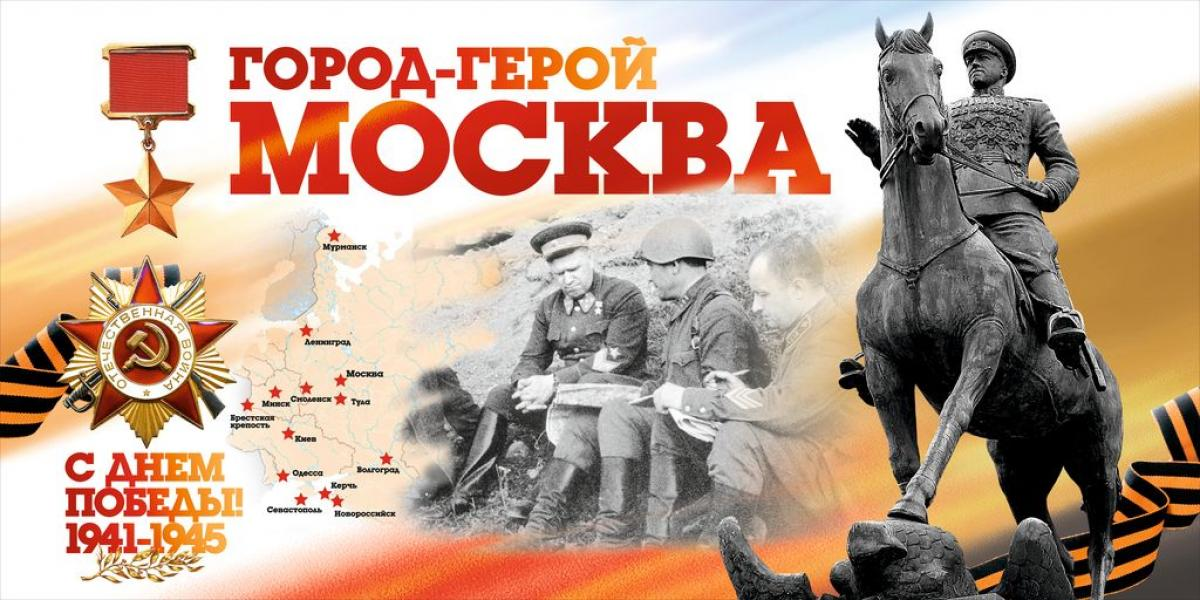 ГОРОД-ГЕРОЙ
МОСКВА
Мурманск
Ленинград
Москва
Минск
Смоленск
Тула
Брестская
крепость
Киев
Одесса
Волгоград
Керчь
Севастополь
Новороссийск
ОТЕЧЕСТВЕННАЯ ВОЙНА
С ДНЕМ
ПОБЕДЫ!
1941-1945